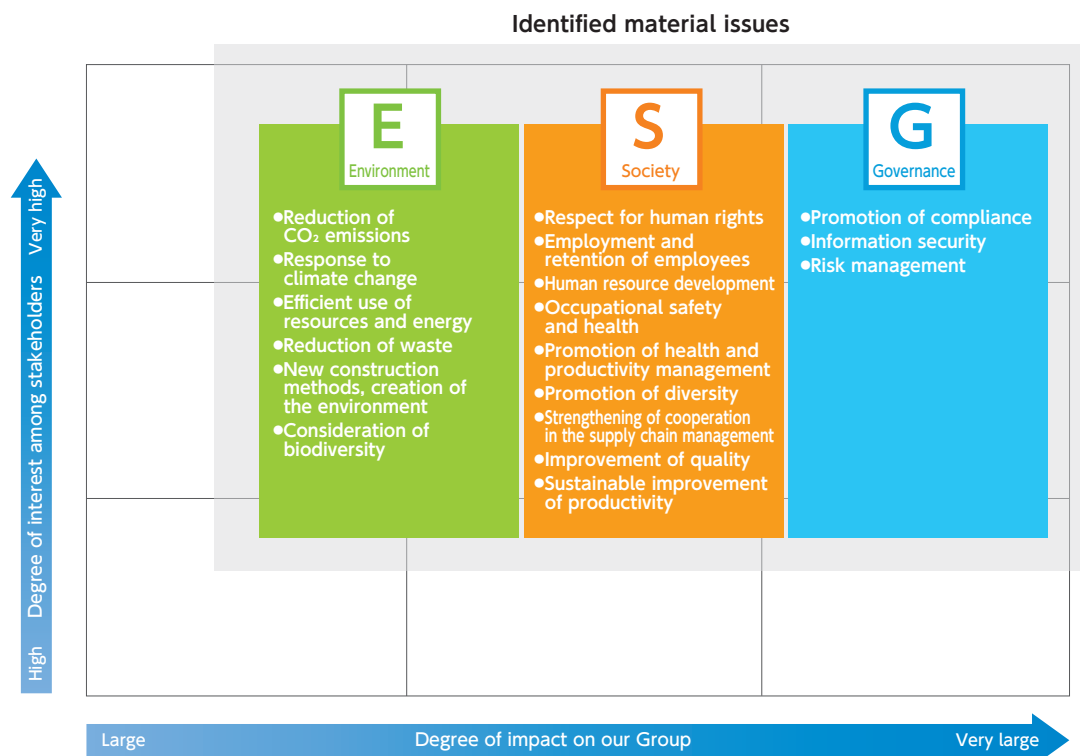 Identified material issues
E
Environment
●Reduction of
CO₂ emissions
●Response to
climate change
●Efficient use of
resources and energy
●Reduction of waste
●New construction
methods, creation of
the environment
●Consideration of
biodiversity
S
Society
●Respect for human rights
●Employment and
retention of employees
●Human resource development
●Occupational safety
and health
●Promotion of health and
productivity management
●Promotion of diversity
●Strengthening of cooperation
in the supply chain management
●Improvement of quality
●Sustainable improvement
of productivity
G
Governance
●Promotion of compliance
●Information security
●Risk management
High Degree of interest among stakeholders Very high
Large Degree of impact on our Group Very large